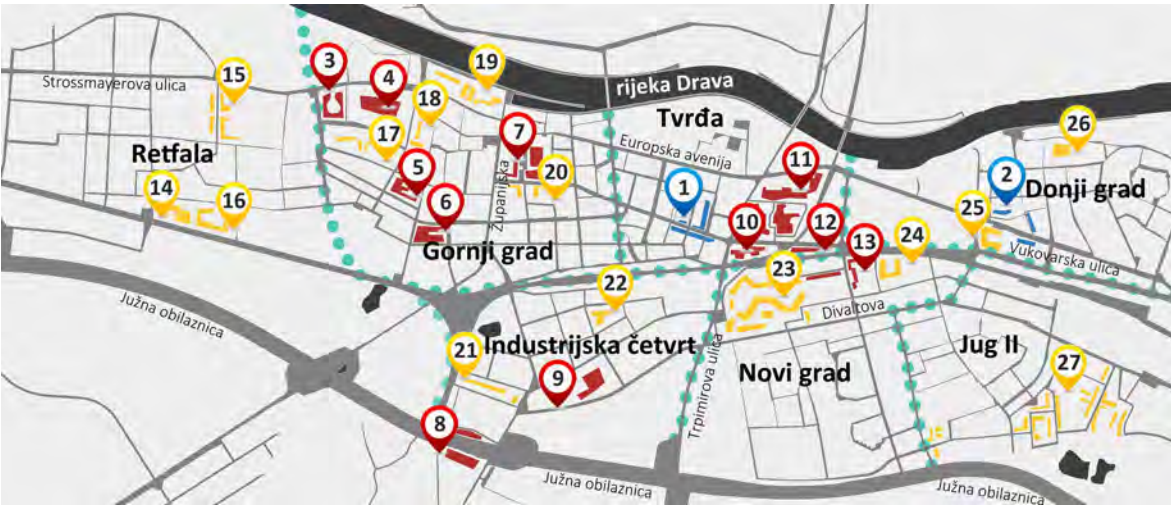 19
3
15
4
Strossmayerova ulica
rijeka Drava
18
Tvrđa
26
7
17
Europska avenija
Retfala
5
20
11
1
2
Donji grad
14
16
6
Županijska
10
12
25
Gornji grad
13
24
Vukovarska ulica
23
22
Južna obilaznica
Divaltova
21
Industrijska četvrt
Jug II
Novi grad
27
9
Trpimirova ulica
8
Južna obilaznica
Južna obilaznica